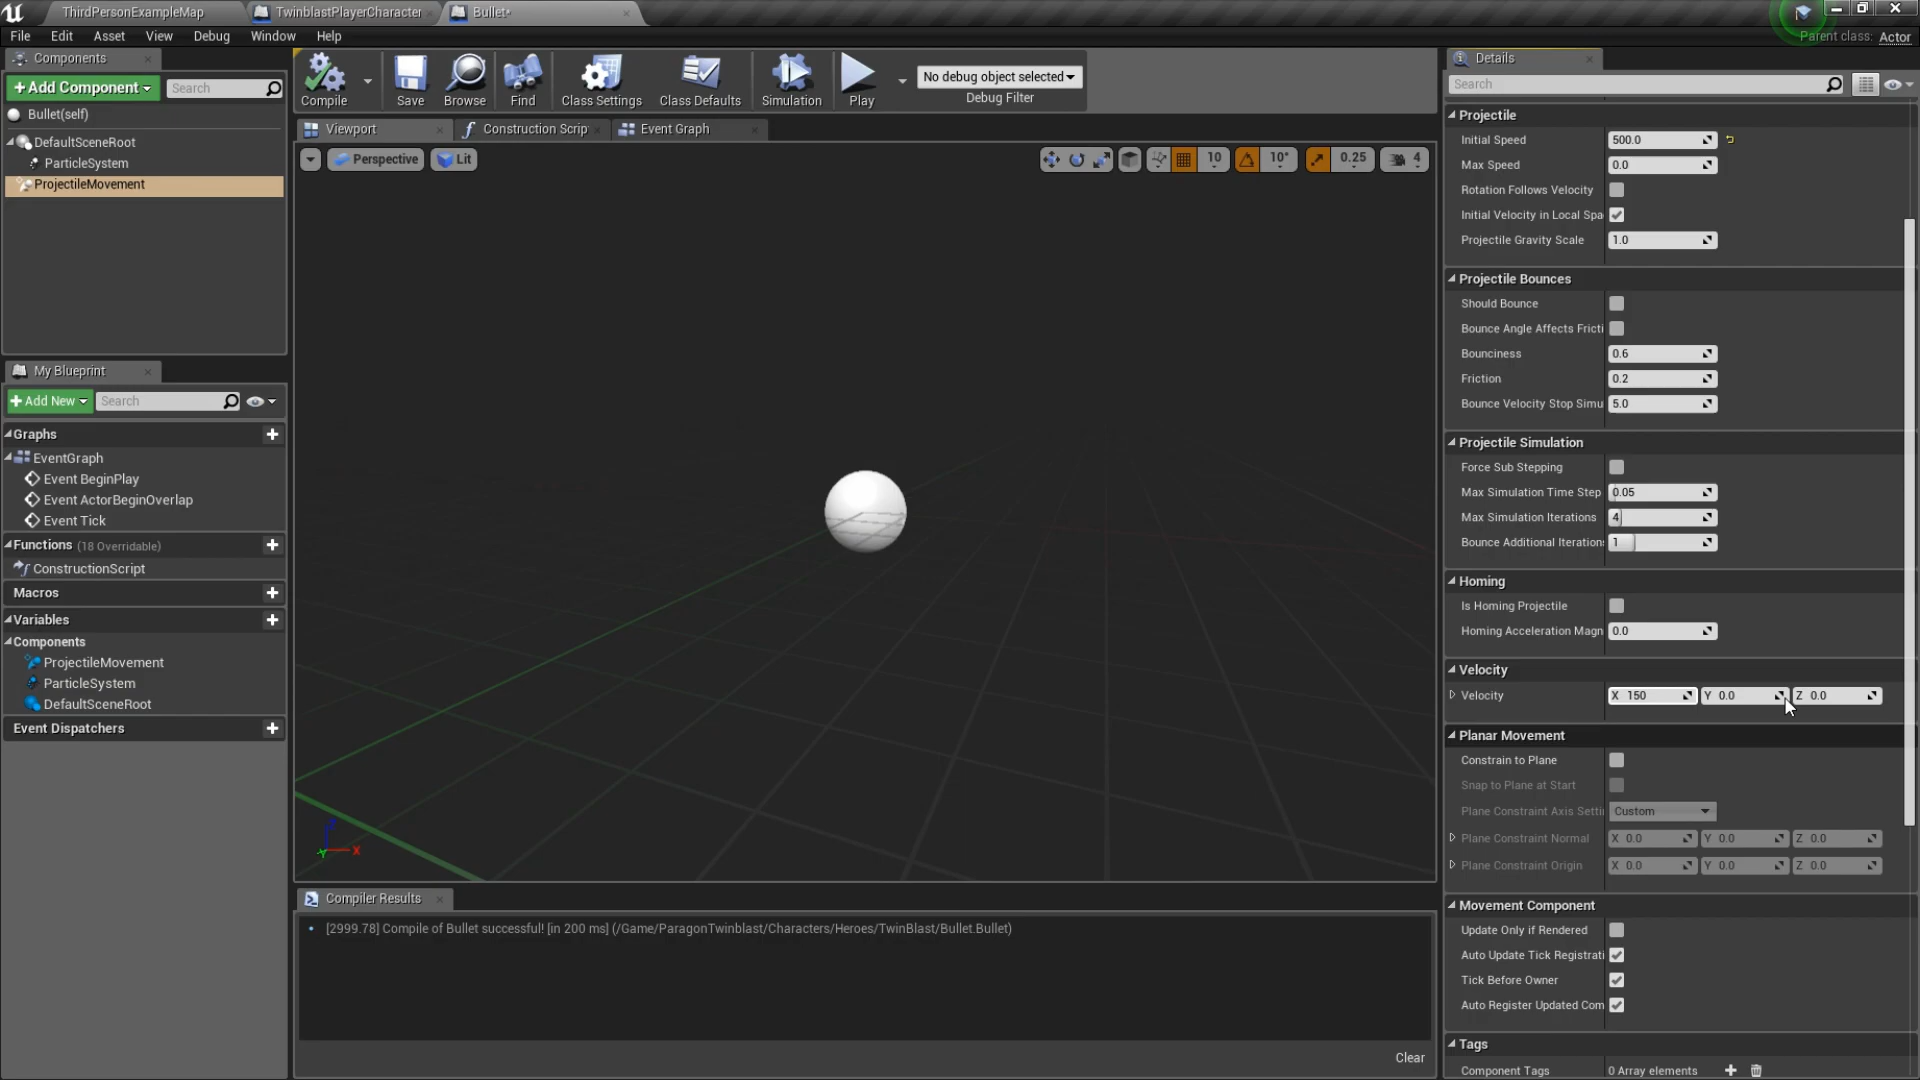 ThirdPersonExampleMap
TwinblastPlayerCharacter
Bullet*
File Edit Asset View Window Debug Window Help
Parent class: Actor
Components
+Add Component
Search
Bullet(self)
DefaultSceneRoot
ParticleSystem
ProjectileMovement
My Blueprint
+Add New
Search
Graphs
EventGraph
Event BeginPlay
Event ActorBeginOverlap
Event Tick
Functions (18 Overridable)
ConstructionScript
Macros
Variables
Components
ProjectileMovement
ParticleSystem
DefaultSceneRoot
Event Dispatchers
Compile
Save
Browse
Find
Class Settings
Class Defaults
Simulation
Play
No debug object selected
Debug Filter
Viewport
Construction Scrip
Event Graph
Perspective
Lit
10
10°
0.25
4
X
Y
Z
Compiler Results
• [2999.78] Compile of Bullet successful! [in 200 ms] (/Game/ParagonTwinblast/Characters/Heroes/TwinBlast/Bullet.Bullet)
Clear
Details
Search
Projectile
Initial Speed 500.0
Max Speed 0.0
Rotation Follows Velocity
Initial Velocity in Local Spa
Projectile Gravity Scale 1.0
Projectile Bounces
Should Bounce
Bounce Angle Affects Fricti
Bounciness 0.6
Friction 0.2
Bounce Velocity Stop Simu 5.0
Projectile Simulation
Force Sub Stepping
Max Simulation Time Step 0.05
Max Simulation Iterations 4
Bounce Additional Iterations 1
Homing
Is Homing Projectile
Homing Acceleration Magn 0.0
Velocity
Velocity X 150 Y 0.0 Z 0.0
Planar Movement
Constrain to Plane
Snap to Plane at Start
Plane Constraint Axis Setti Custom
Plane Constraint Normal X 0.0 Y 0.0 Z 0.0
Plane Constraint Origin X 0.0 Y 0.0 Z 0.0
Movement Component
Update Only if Rendered
Auto Update Tick Registrati
Tick Before Owner
Auto Register Updated Com
Tags
Component Tags 0 Array elements